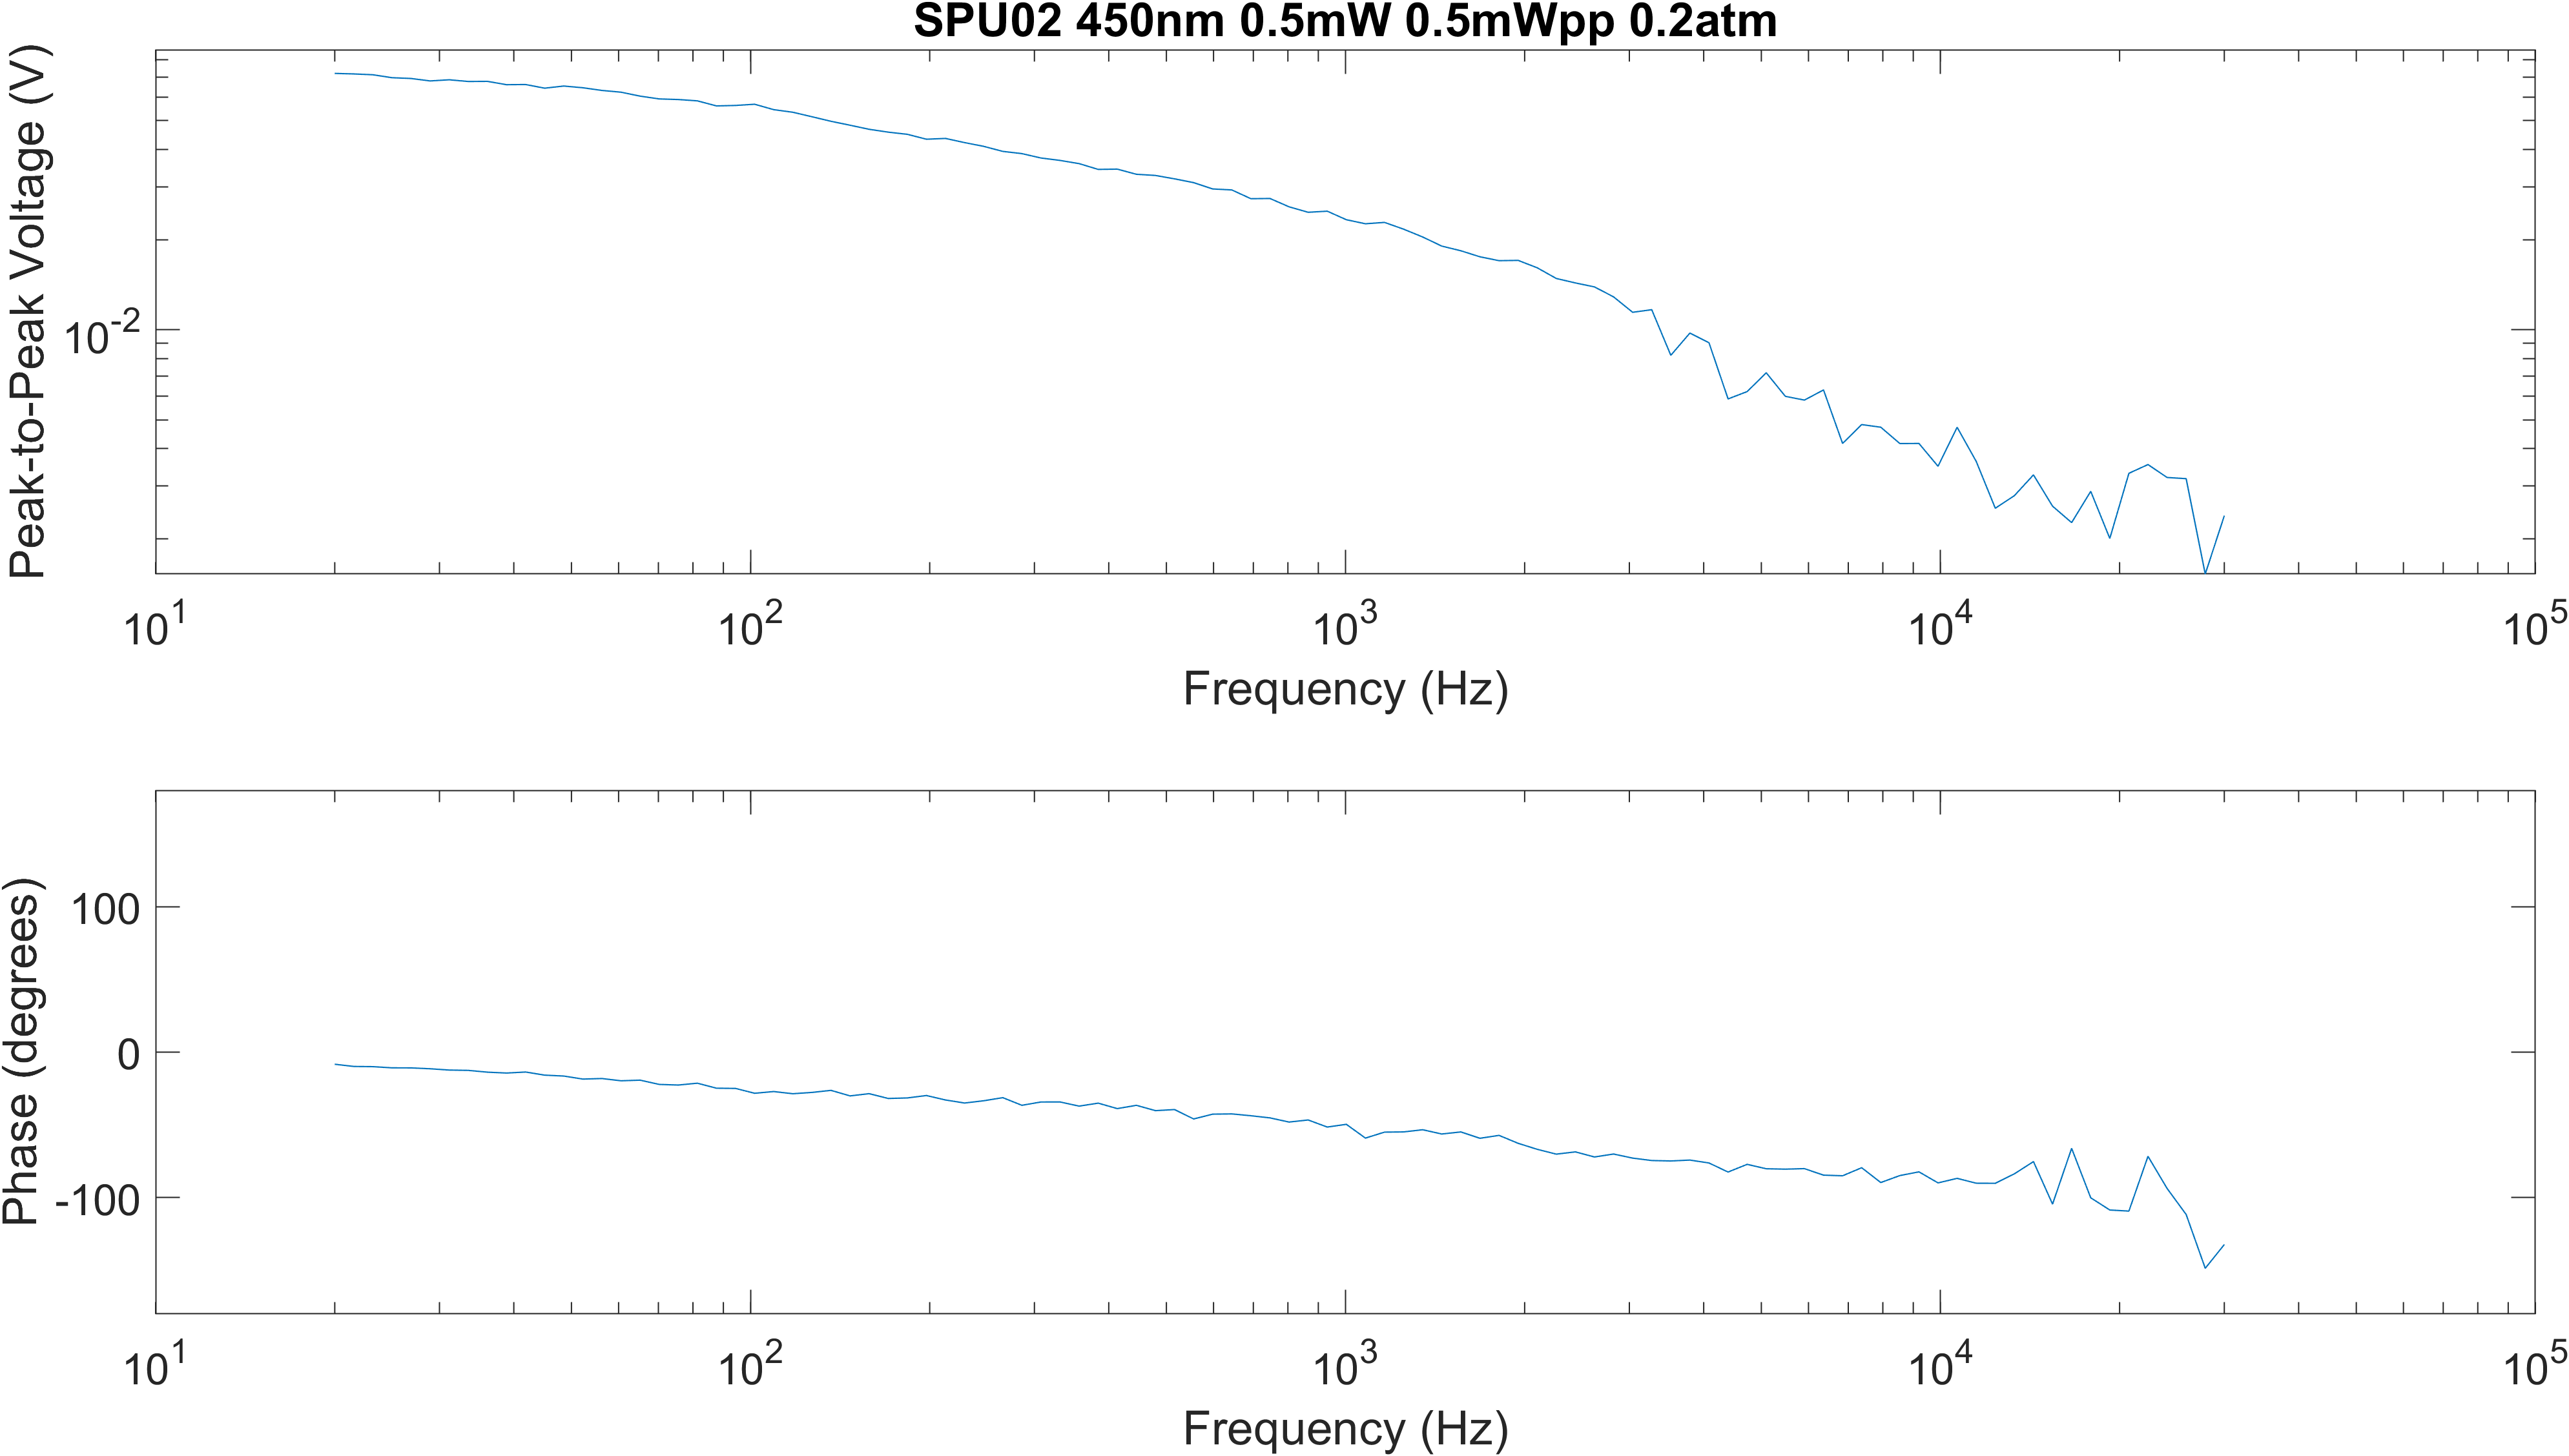 SPU02 450nm 0.5mW 0.5mWpp 0.2atm
Peak-to-Peak Voltage (V)
10^-2
10^1 10^2 10^3 10^4 10^5
Frequency (Hz)
Phase (degrees)
100
0
-100
10^1 10^2 10^3 10^4 10^5
Frequency (Hz)